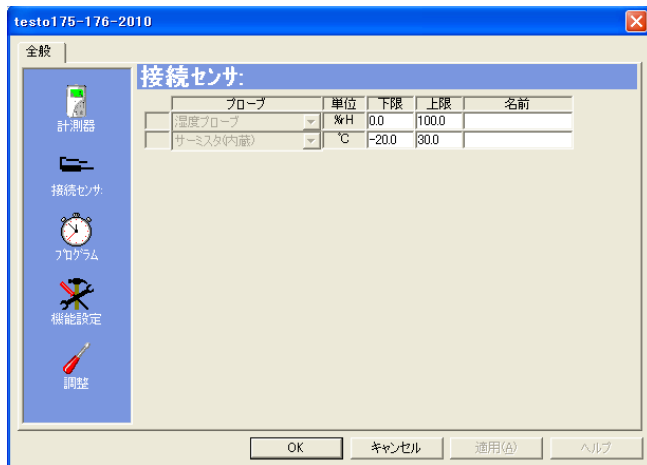 testo175-176-2010
全般
接続センサ:
プローブ 単位 下限 上限 名前
湿度プローブ %rH 0.0 100.0
サーミスタ(内蔵) °C -20.0 30.0
計測器
接続センサ:
プログラム
機能設定
調整
OK キャンセル 適用(A) ヘルプ